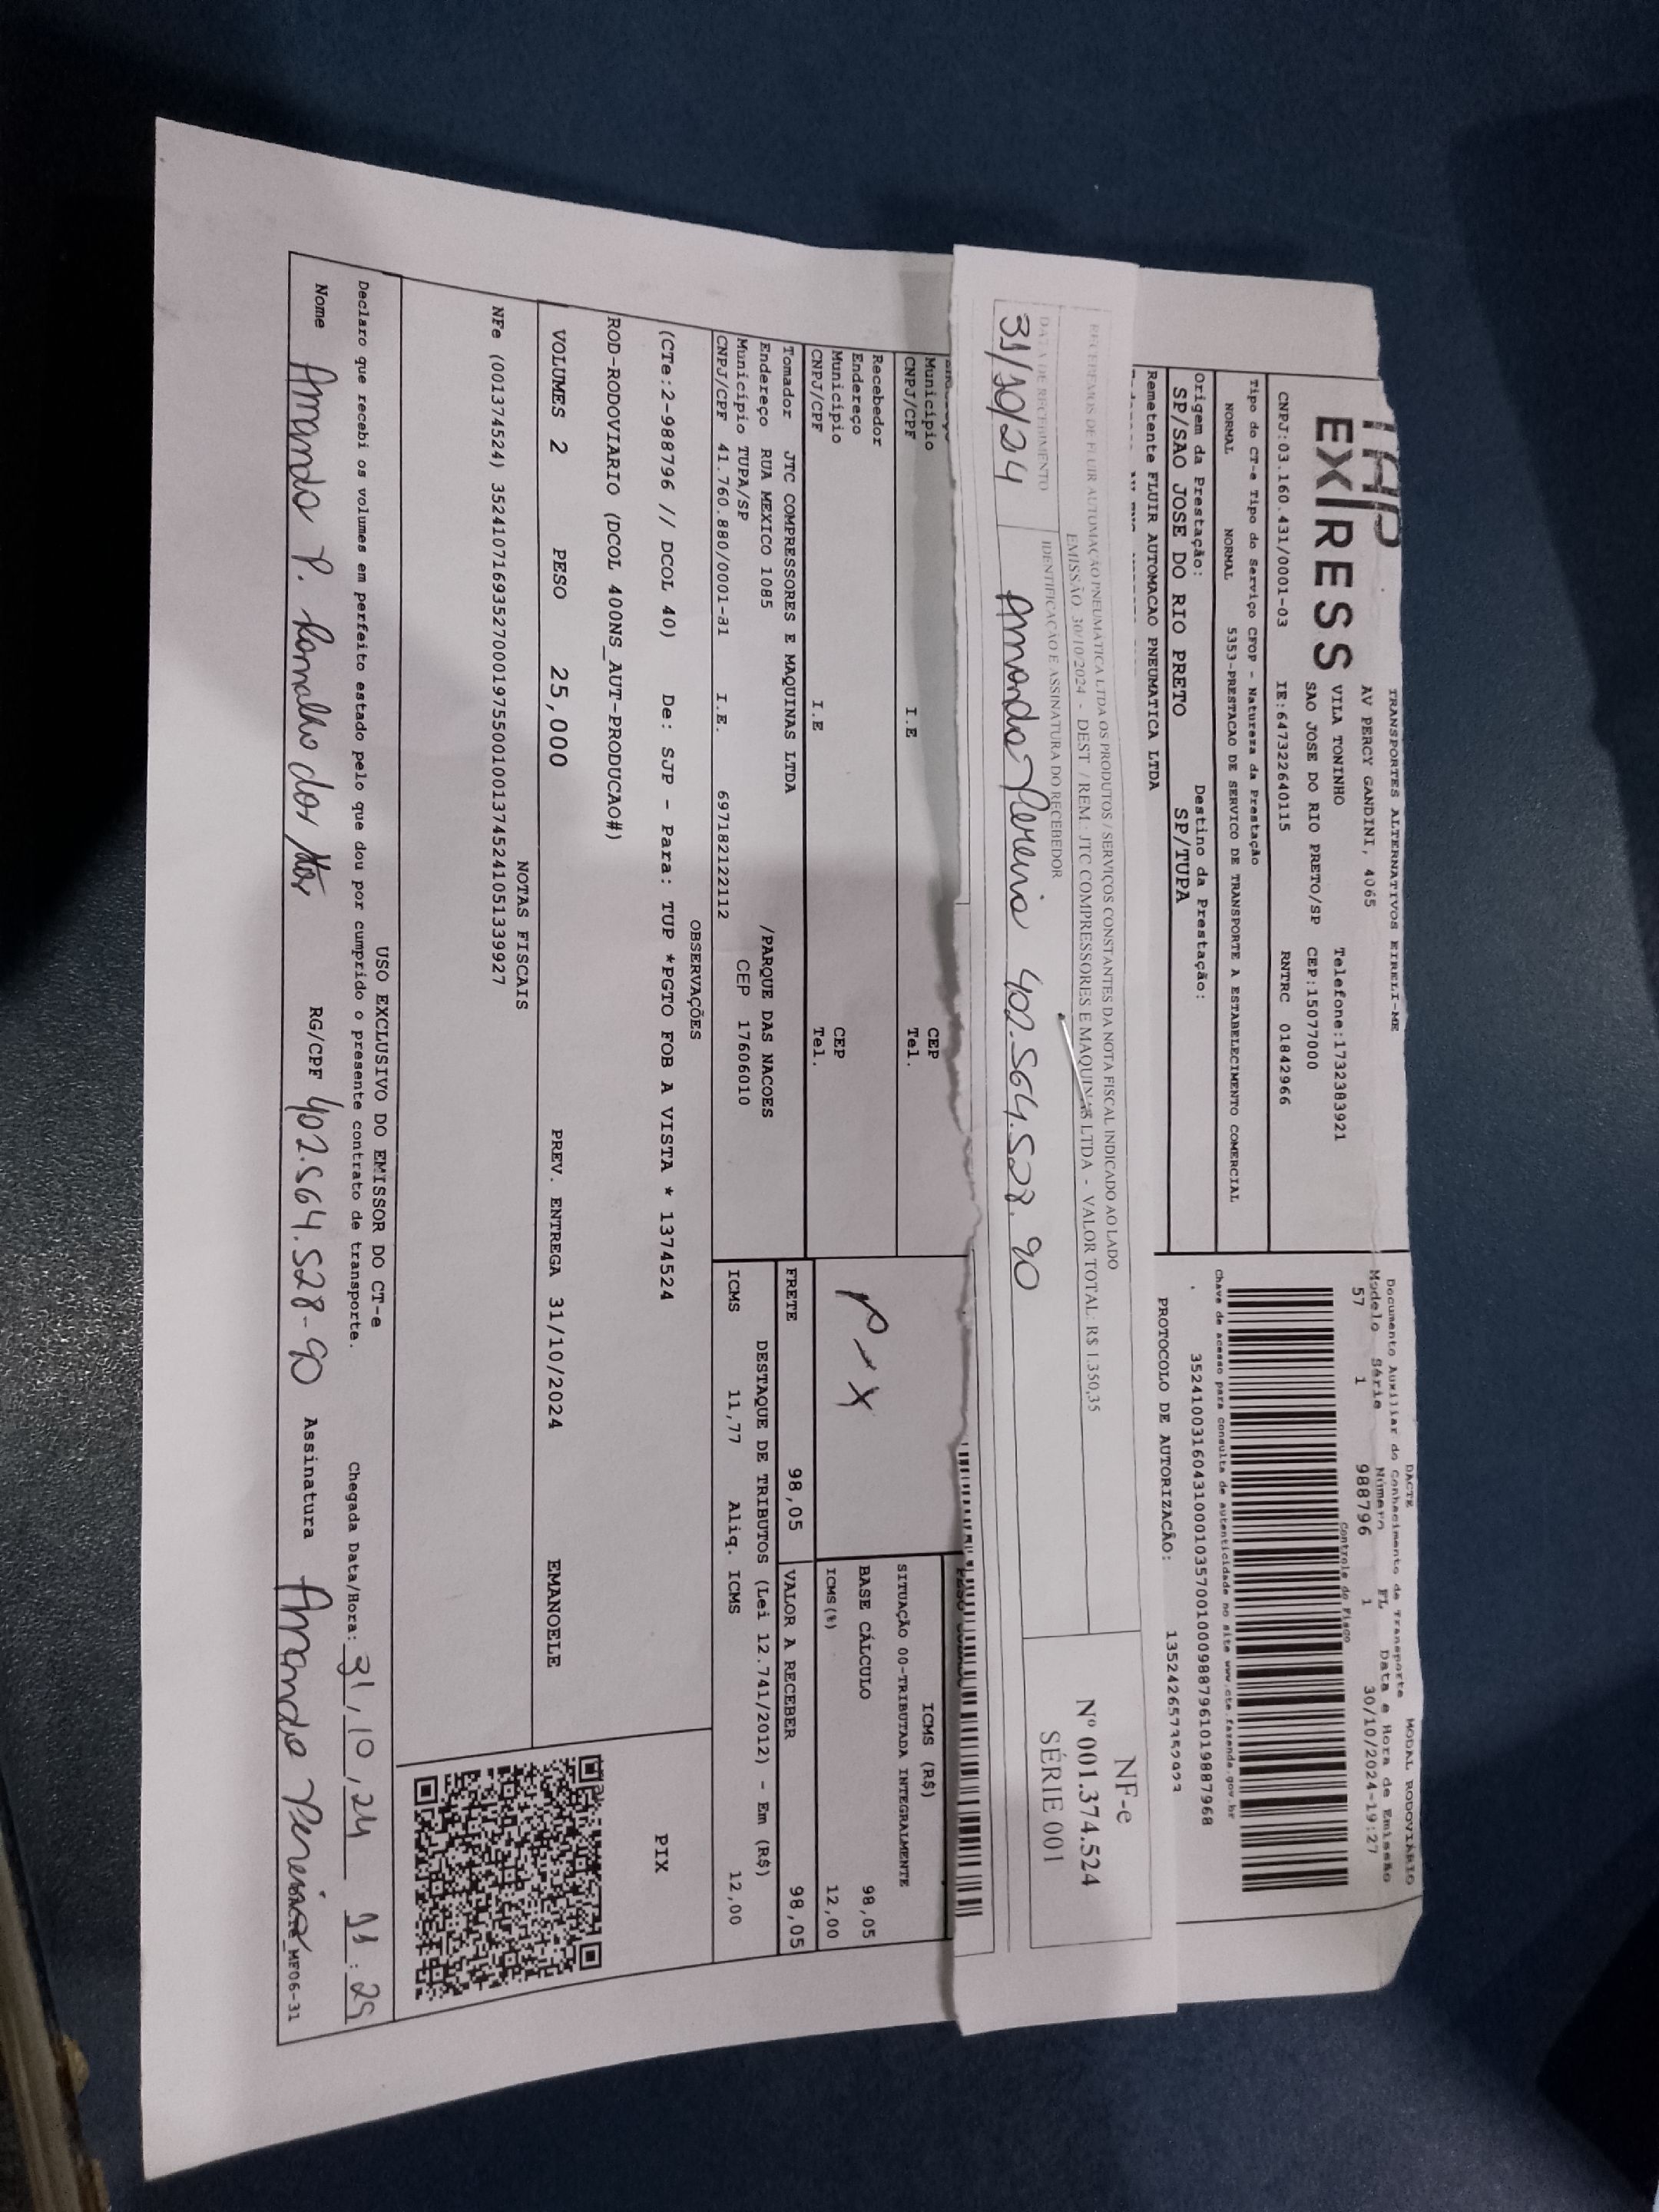 TAP
EXPRESS
TRANSPORTES ALTERNATIVOS EIRELI-ME
AV PERCY GANDINI, 4065
VILA TONINHO Telefone:1732383921
SAO JOSE DO RIO PRETO/SP CEP:15077000
CNPJ:03.160.431/0001-03 IE:647322640115 RNTRC 01842966
Tipo do CT-e Tipo do Serviço CFOP - Natureza da Prestação
NORMAL NORMAL 5353-PRESTACAO DE SERVICO DE TRANSPORTE A ESTABELECIMENTO COMERCIAL
Origem da Prestação: Destino da Prestação:
SP/SAO JOSE DO RIO PRETO SP/TUPA
Remetente FLUIR AUTOMACAO PNEUMATICA LTDA
DACTE MODAL RODOVIÁRIO
Documento Auxiliar do Conhecimento de Transporte
Modelo Série Número FL Data e Hora de Emissão
57 1 988796 1 30/10/2024-19:27
Controle do Fisco
Chave de acesso para consulta de autenticidade no site www.cte.fazenda.gov.br
35241003160431000103570010009887961019887968
PROTOCOLO DE AUTORIZACÃO:
RECEBEMOS DE FLUIR AUTOMAÇÃO PNEUMATICA LTDA OS PRODUTOS / SERVIÇOS CONSTANTES DA NOTA FISCAL INDICADO AO LADO
EMISSÃO: 30/10/2024 - DEST / REM.: JTC COMPRESSORES E MAQUINAS LTDA - VALOR TOTAL: R$ 1.350,35
DATA DE RECEBIMENTO IDENTIFICAÇÃO E ASSINATURA DO RECEBEDOR
31/10/24 Amanda Pereira 402.564.528.90
NF-e
Nº 001.374.524
SÉRIE 001
Município CEP
CNPJ/CPF I.E Tel.
Recebedor
Endereço
Município CEP
CNPJ/CPF I.E Tel.
PIX
ICMS (R$)
SITUAÇÃO 00-TRIBUTADA INTEGRALMENTE
BASE CÁLCULO 98,05
ICMS(%) 12,00
Tomador JTC COMPRESSORES E MAQUINAS LTDA
Endereço RUA MEXICO 1085 /PARQUE DAS NACOES
Município TUPA/SP CEP 17606010
CNPJ/CPF 41.760.880/0001-31 I.E. 697182122112
FRETE 98,05 VALOR A RECEBER 98,05
DESTAQUE DE TRIBUTOS (Lei 12.741/2012) - Em (R$)
ICMS 11,77 Aliq. ICMS 12,00
OBSERVAÇÕES
(CTe:2-988796 // DCOL 40) De: SJP - Para: TUP *PGTO FOB A VISTA * 1374524
ROD-RODOVIARIO (DCOL 400NS_AUT-PRODUCAO#)
PIX
VOLUMES 2 PESO 25,000 PREV. ENTREGA 31/10/2024 EMANOELE
NOTAS FISCAIS
NFe (001374524) 35241071693527000197550010013745241051339927
USO EXCLUSIVO DO EMISSOR DO CT-e
Declaro que recebi os volumes em perfeito estado pelo que dou por cumprido o presente contrato de transporte. Chegada Data/Hora: 31/10/24
Nome Amanda P. Ramalho dos RG/CPF 402.564.528-90 Assinatura Amanda Pereira MF06-31